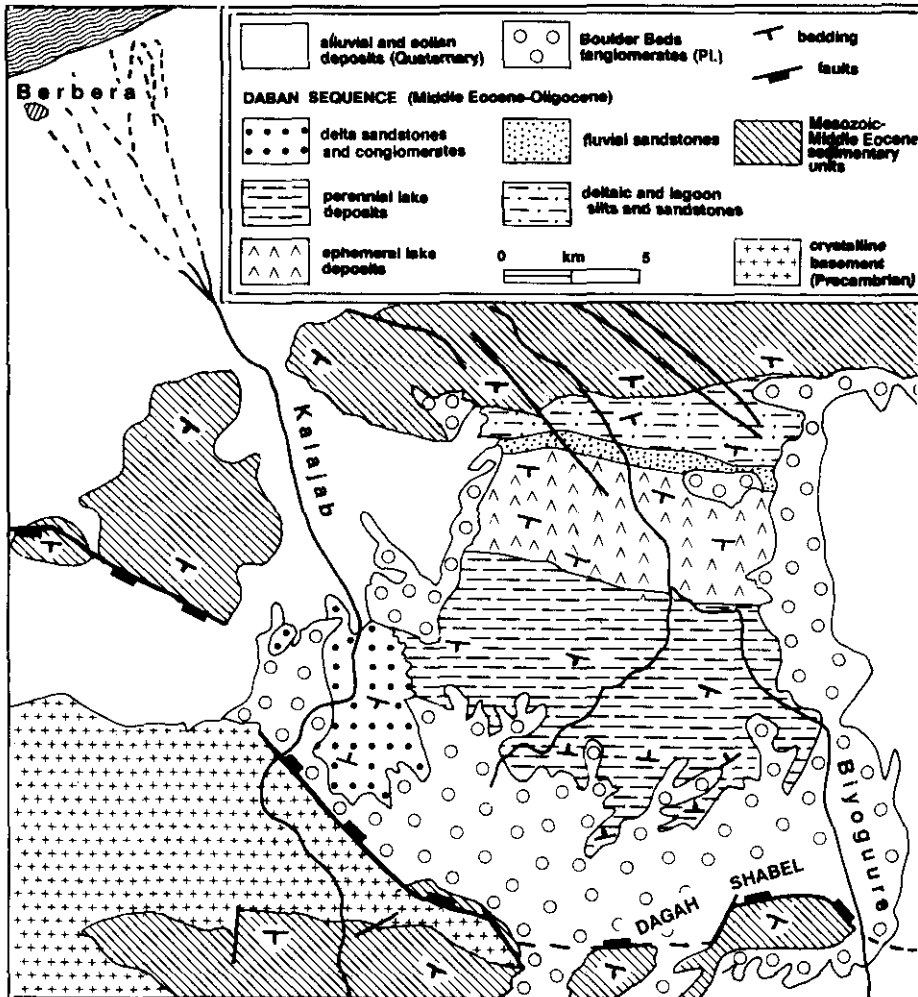 Berbera
alluvial and eolian
deposits (Quaternary)
Boulder Beds
fanglomerates (Pl.)
bedding
faults
DABAN SEQUENCE (Middle Eocene-Oligocene)
delta sandstones
and conglomerates
fluvial sandstones
Mesozoic-
Middle Eocene
sedimentary
units
perennial lake
deposits
deltaic and lagoon
silts and sandstones
ephemeral lake
deposits
0 km 5
crystalline
basement
(Precambrian)
Kalajab
Biyogure
DAGAH SHABEL